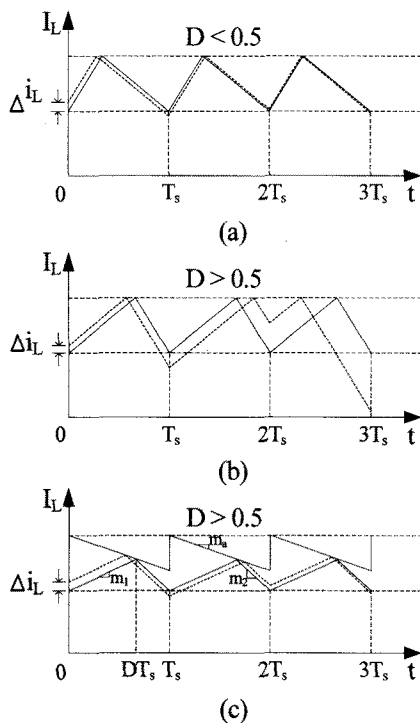 I_L
D < 0.5
Δ i_L
0 T_s 2T_s 3T_s t
(a)
I_L
D > 0.5
Δi_L
0 T_s 2T_s 3T_s t
(b)
I_L
D > 0.5
m_a
Δi_L
m_1 m_2
0 DT_s T_s 2T_s 3T_s t
(c)